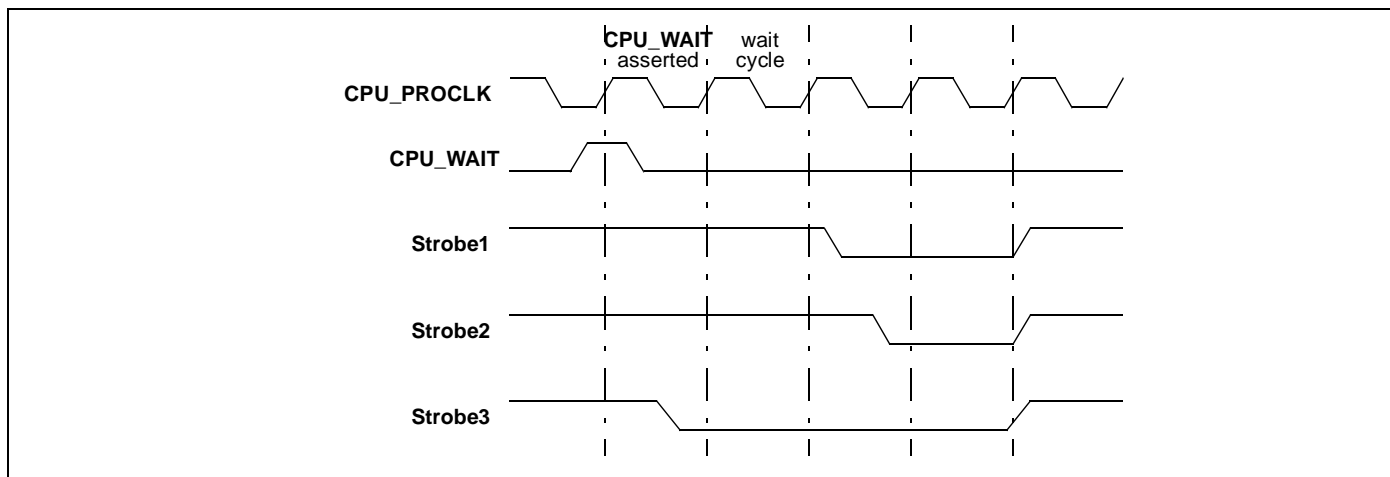 CPU_WAIT wait
asserted cycle
CPU_PROCLK
CPU_WAIT
Strobe1
Strobe2
Strobe3